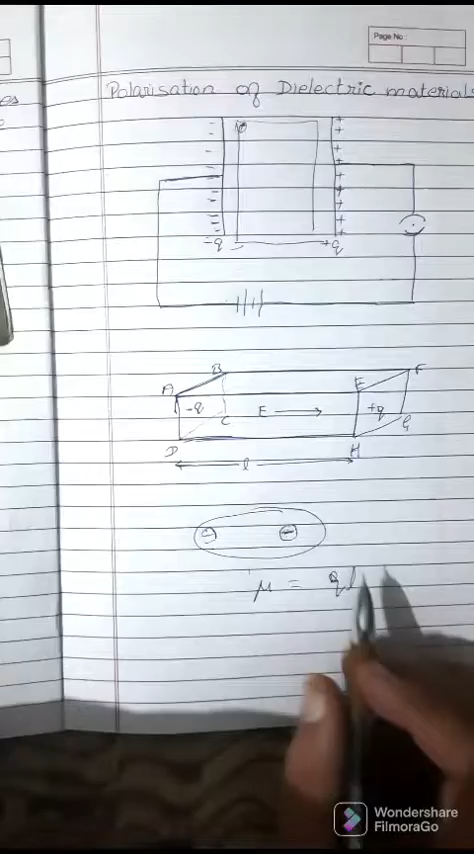 Page No :
Polarisation of Dielectric materials
- +
- +
- +
- +
- +
- +
- +
- +
-q +q
B F
A E
-q E +q
C G
D H
l
- +
μ = ql
Wondershare
FilmoraGo